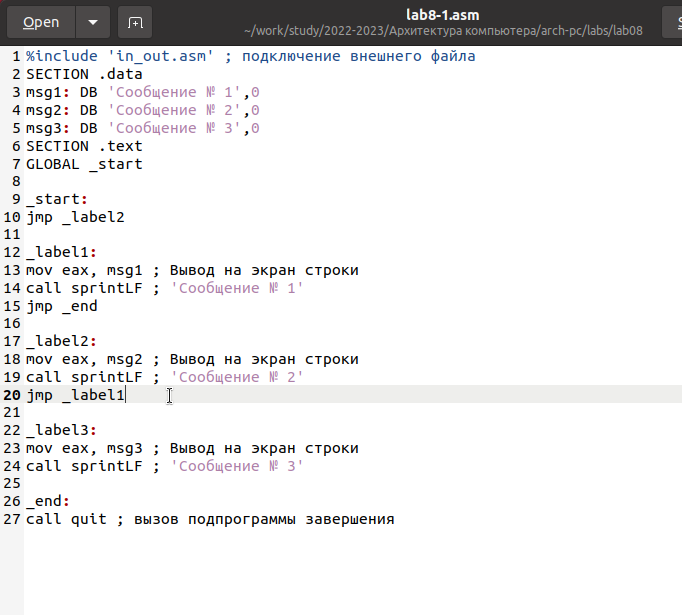 Open
lab8-1.asm
~/work/study/2022-2023/Архитектура компьютера/arch-pc/labs/lab08
1 %include 'in_out.asm' ; подключение внешнего файла
2 SECTION .data
3 msg1: DB 'Сообщение № 1',0
4 msg2: DB 'Сообщение № 2',0
5 msg3: DB 'Сообщение № 3',0
6 SECTION .text
7 GLOBAL _start
8
9 _start:
10 jmp _label2
11
12 _label1:
13 mov eax, msg1 ; Вывод на экран строки
14 call sprintLF ; 'Сообщение № 1'
15 jmp _end
16
17 _label2:
18 mov eax, msg2 ; Вывод на экран строки
19 call sprintLF ; 'Сообщение № 2'
20 jmp _label1
21
22 _label3:
23 mov eax, msg3 ; Вывод на экран строки
24 call sprintLF ; 'Сообщение № 3'
25
26 _end:
27 call quit ; вызов подпрограммы завершения